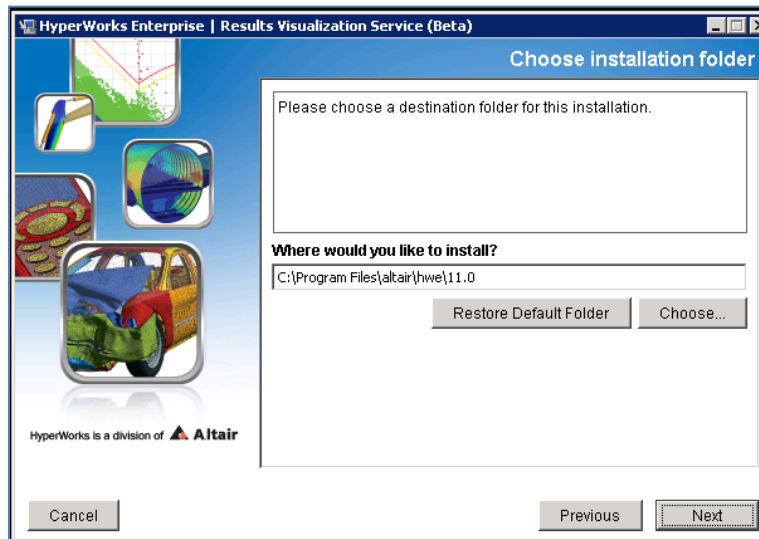 HyperWorks Enterprise | Results Visualization Service (Beta)
Choose installation folder
Please choose a destination folder for this installation.
Where would you like to install?
C:\Program Files\altair\hwe\11.0
Restore Default Folder
Choose...
HyperWorks is a division of Altair
Cancel
Previous
Next